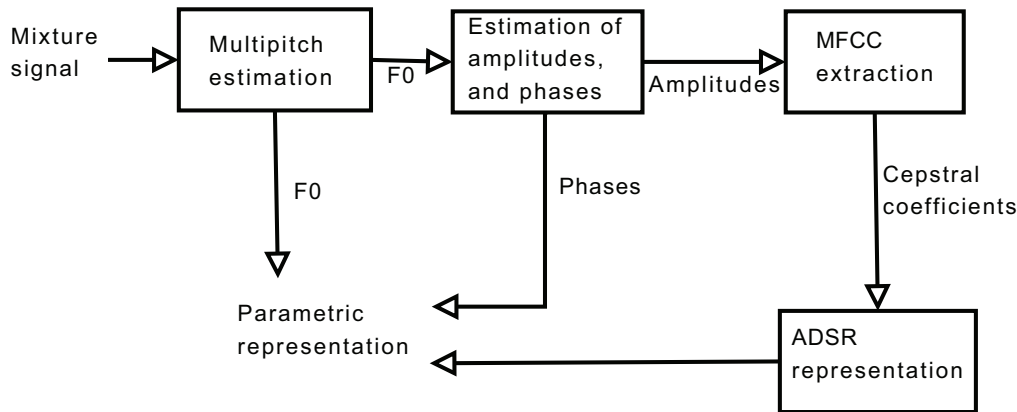 Mixture
signal
Multipitch
estimation
F0
Estimation of
amplitudes,
and phases
Amplitudes
MFCC
extraction
F0
Phases
Cepstral
coefficients
Parametric
representation
ADSR
representation